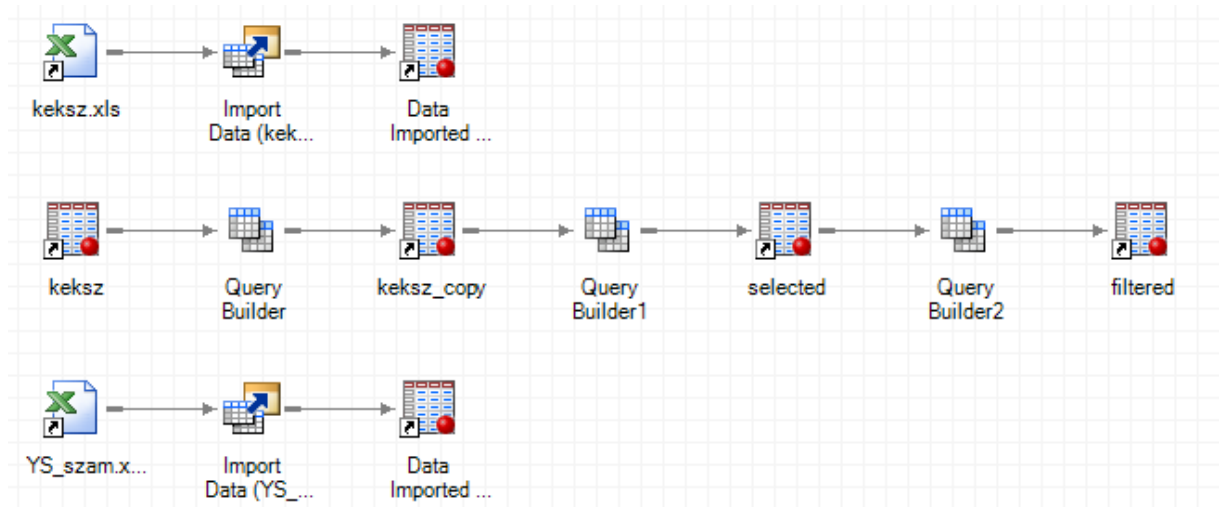 keksz.xls
Import
Data (kek...
Data
Imported ...
keksz
Query
Builder
keksz_copy
Query
Builder1
selected
Query
Builder2
filtered
YS_szam.x...
Import
Data (YS_...
Data
Imported ...